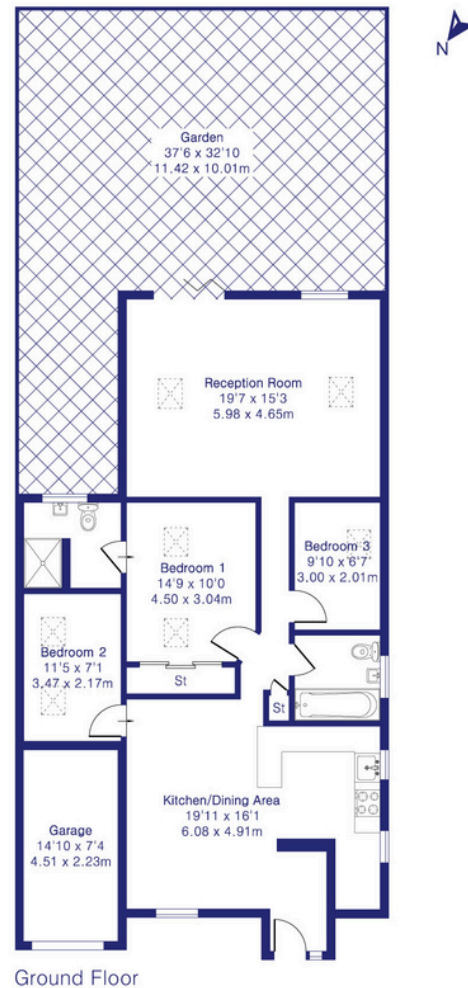 N
Garden
37'6 x 32'10
11.42 x 10.01m
Reception Room
19'7 x 15'3
5.98 x 4.65m
Bedroom 1
14'9 x 10'0
4.50 x 3.04m
Bedroom 3
9'10 x 6'7
3.00 x 2.01m
Bedroom 2
11'5 x 7'1
3.47 x 2.17m
St
St
Kitchen/Dining Area
19'11 x 16'1
6.08 x 4.91m
Garage
14'10 x 7'4
4.51 x 2.23m
Ground Floor